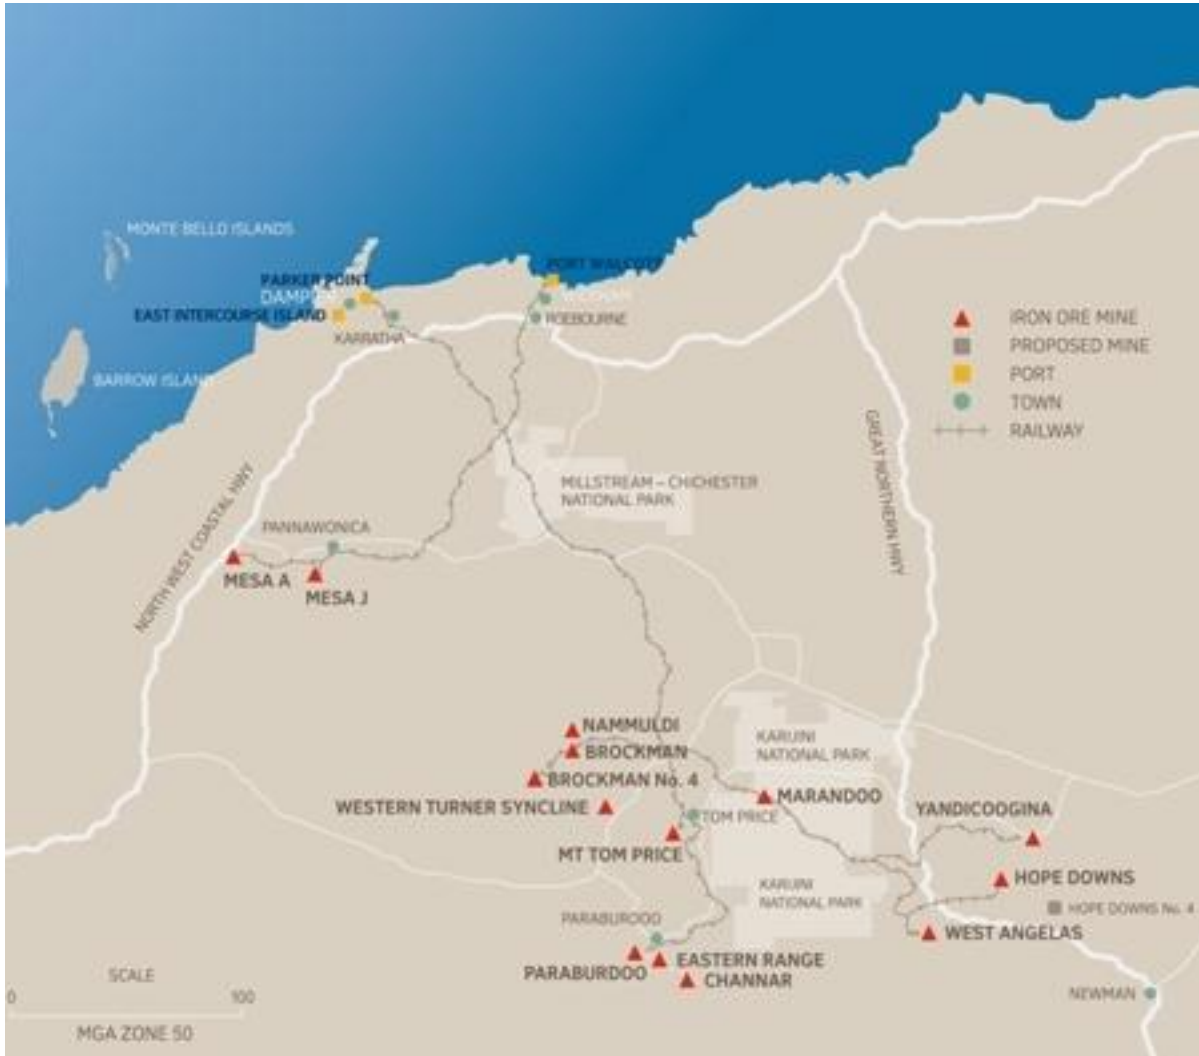 MONTE BELLO ISLANDS
PORT WALCOTT
PARKER POINT
DAMPIER
WICKHAM
EAST INTERCOURSE ISLAND
ROEBOURNE
KARRATHA
BARROW ISLAND
IRON ORE MINE
PROPOSED MINE
PORT
TOWN
RAILWAY
GREAT NORTHERN HWY
NORTH WEST COASTAL HWY
MILLSTREAM – CHICHESTER
NATIONAL PARK
PANNAWONICA
MESA A
MESA J
NAMMULDI
BROCKMAN
BROCKMAN No. 4
WESTERN TURNER SYNCLINE
KARIJINI
NATIONAL PARK
MARANDOO
YANDICOOGINA
TOM PRICE
MT TOM PRICE
HOPE DOWNS
KARIJINI
NATIONAL PARK
HOPE DOWNS No. 4
PARABURDOO
WEST ANGELAS
EASTERN RANGE
PARABURDOO
CHANNAR
NEWMAN
SCALE
0 100
MGA ZONE 50